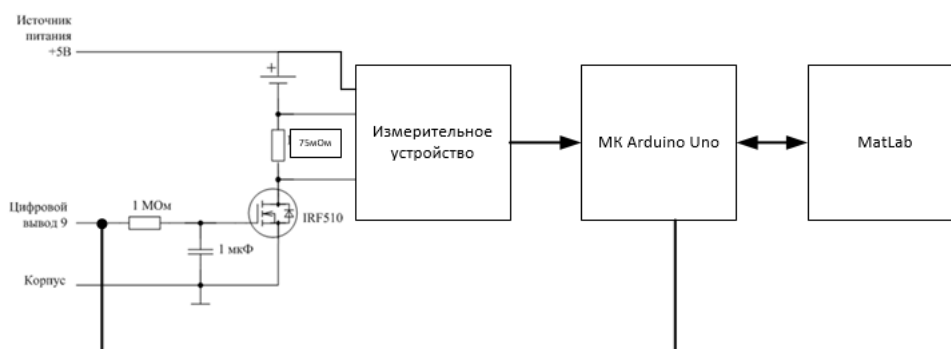 Источник
питания
+5В
+
75мОм
1 МОм
Цифровой
вывод 9
IRF510
1 мкФ
Корпус
Измерительное
устройство
МК Arduino Uno
MatLab